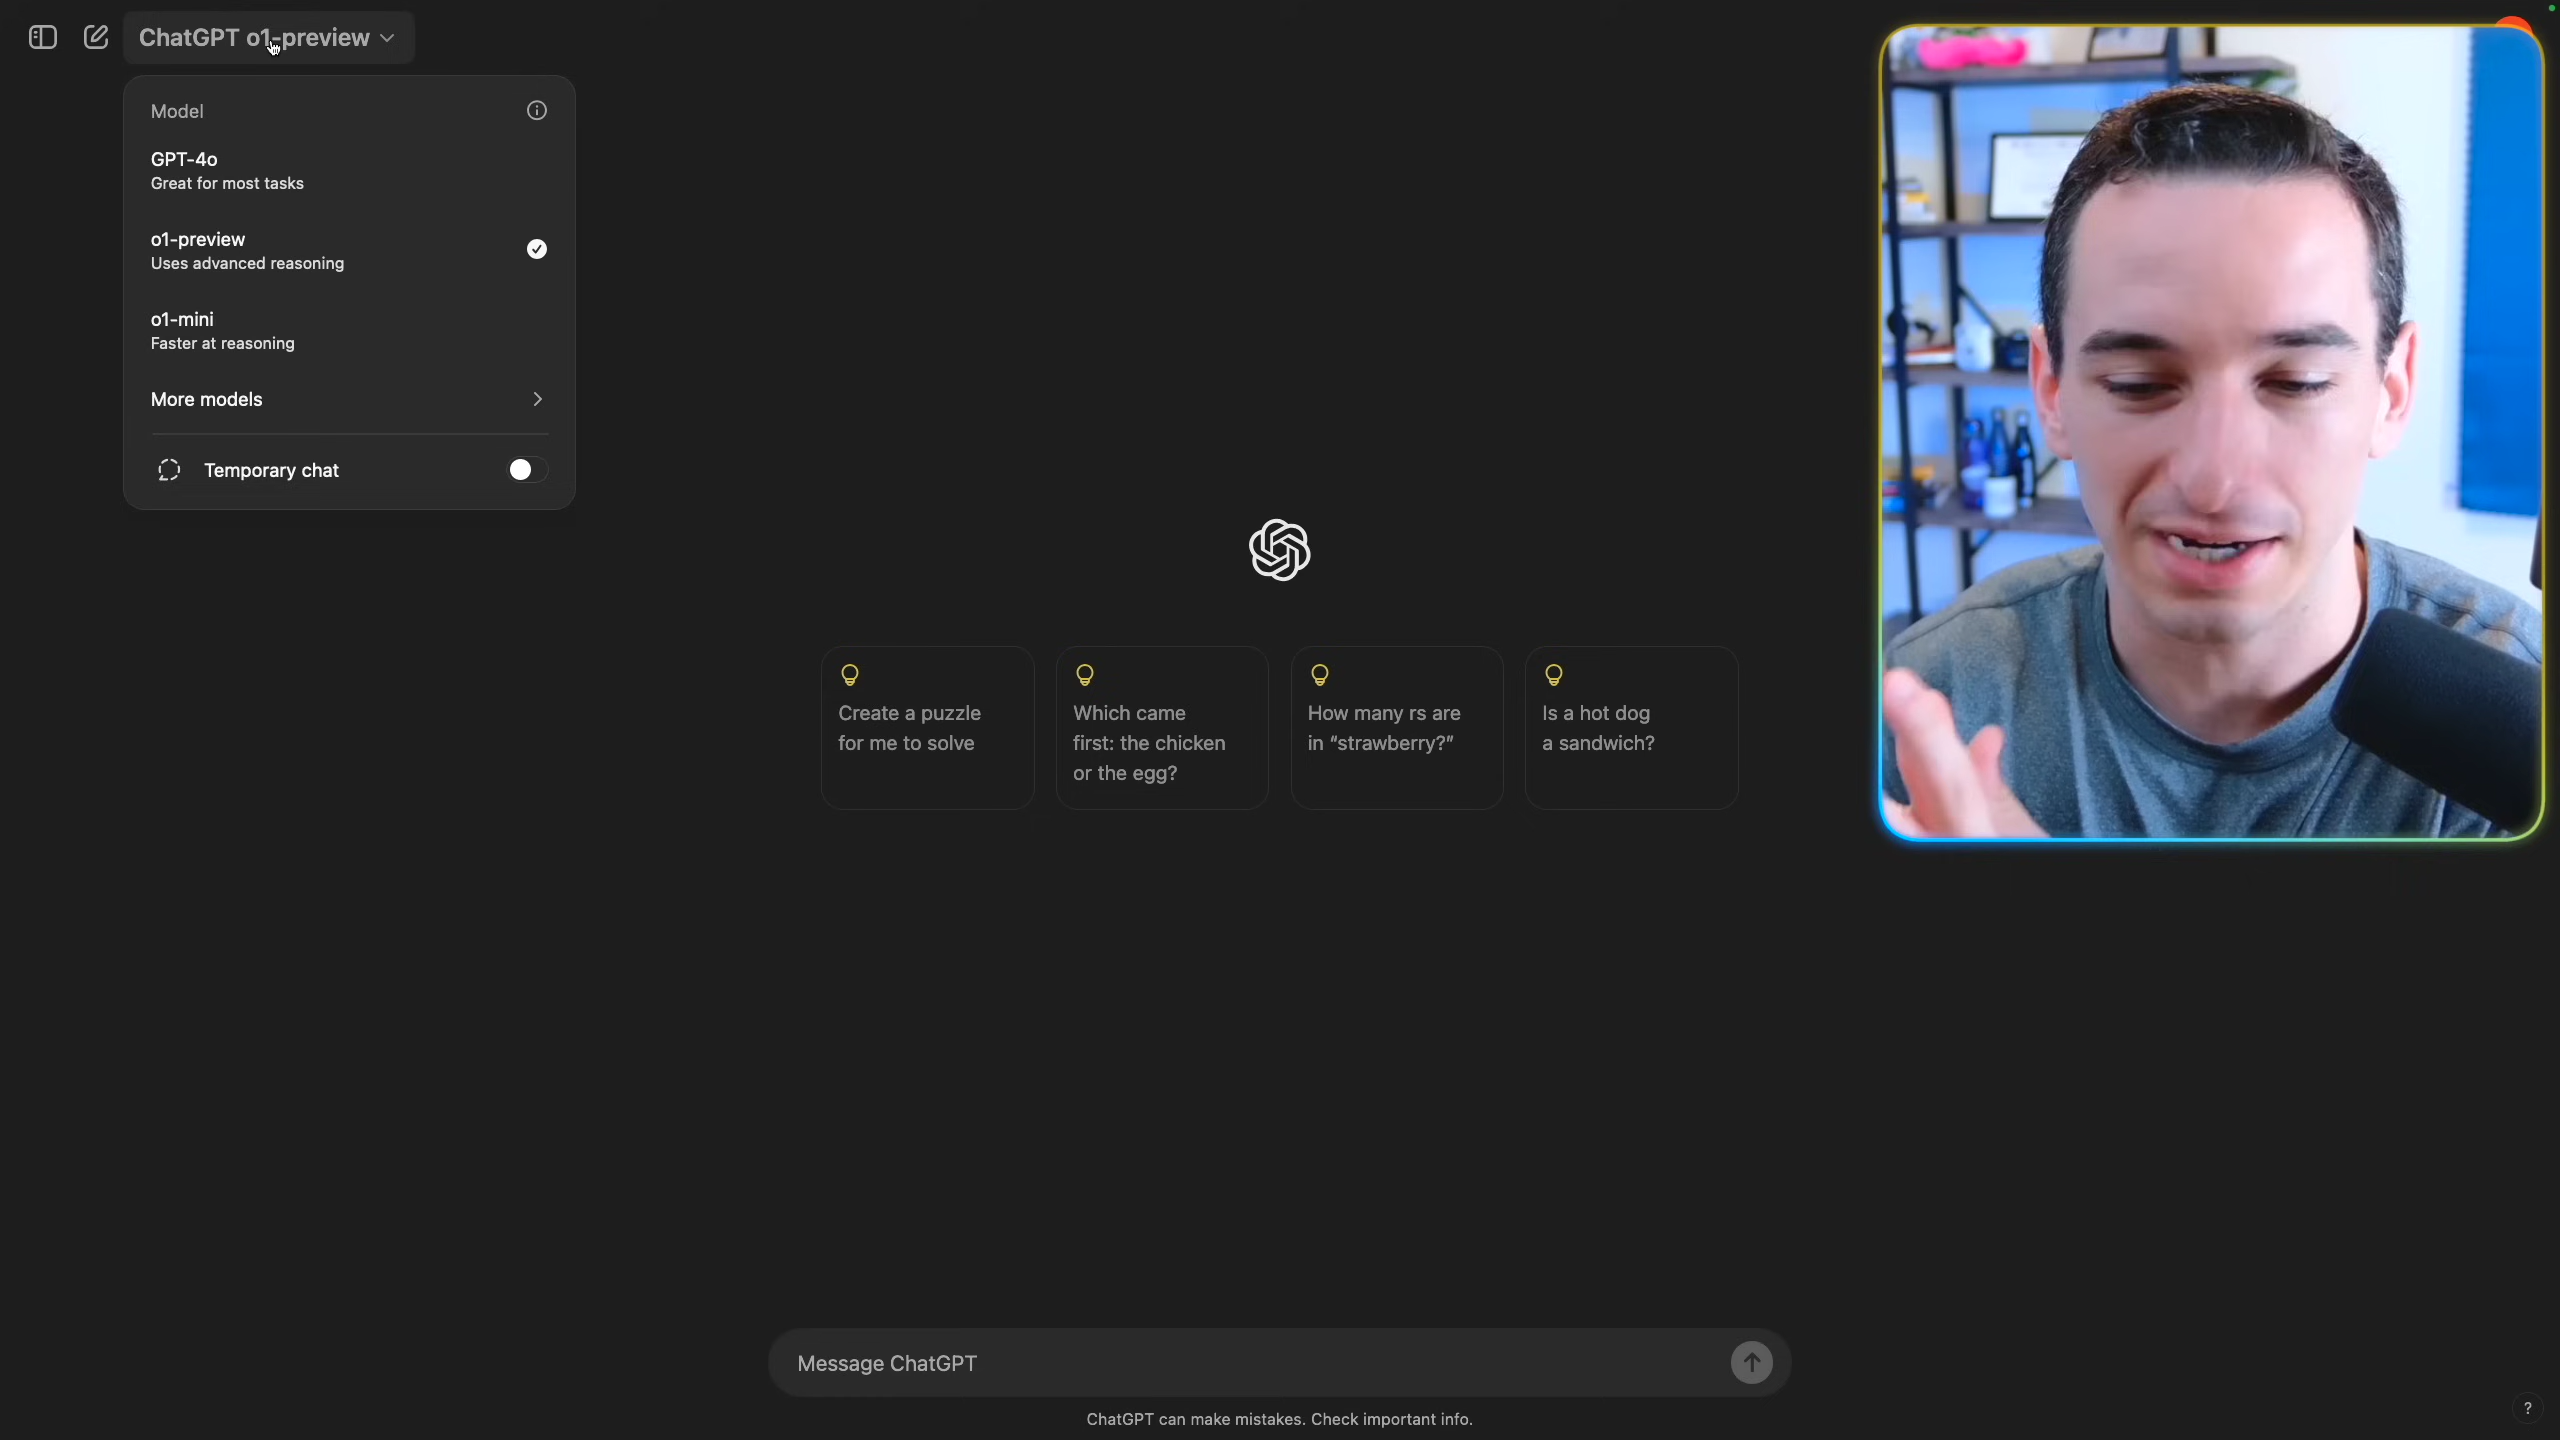 ChatGPT o1-preview
Model
GPT-4o
Great for most tasks
o1-preview
Uses advanced reasoning
o1-mini
Faster at reasoning
More models
Temporary chat
Create a puzzle
for me to solve
Which came
first: the chicken
or the egg?
How many rs are
in “strawberry?”
Is a hot dog
a sandwich?
Message ChatGPT
ChatGPT can make mistakes. Check important info.
?